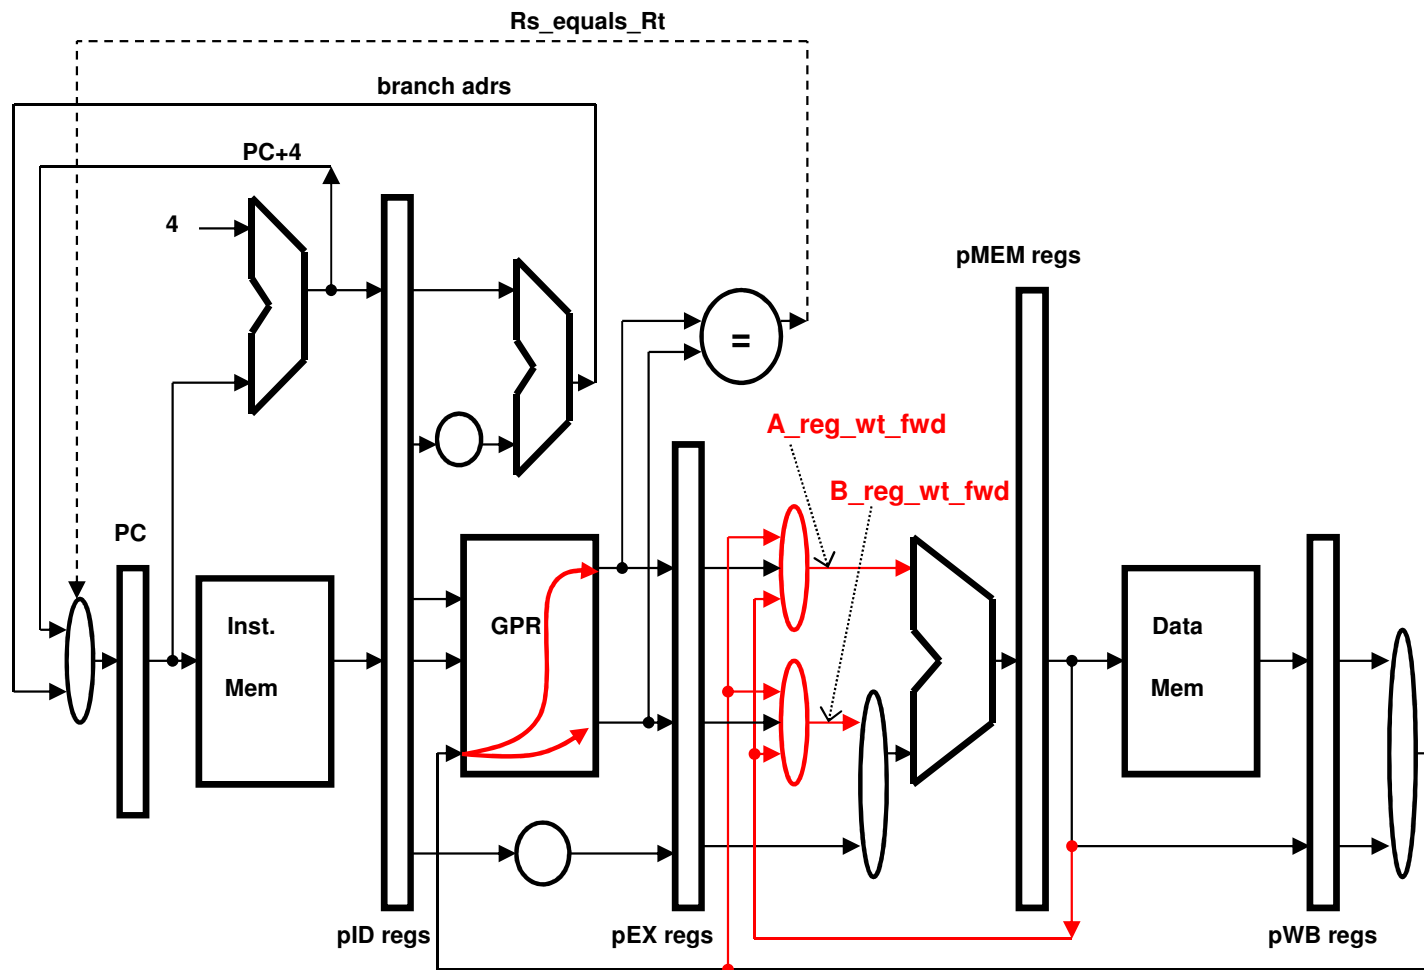 Rs_equals_Rt
branch adrs
PC+4
4
pMEM regs
=
A_reg_wt_fwd
B_reg_wt_fwd
PC
Inst.
Mem
GPR
Data
Mem
pID regs
pEX regs
pWB regs